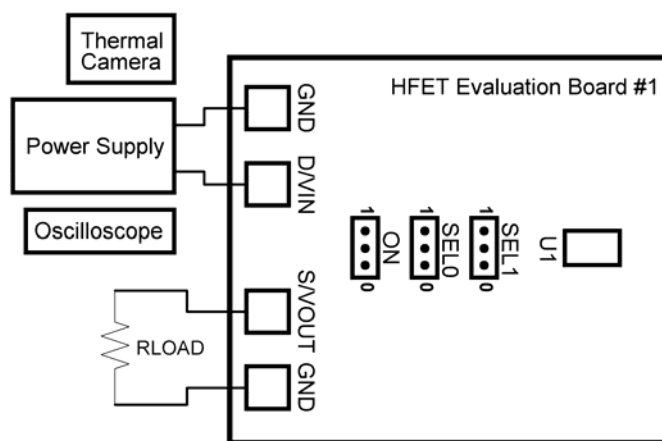 Thermal
Camera
HFET Evaluation Board #1
GND
Power Supply
D/VIN
Oscilloscope
1
ON
0
1
SEL0
0
1
SEL1
0
U1
S/VOUT
RLOAD
GND